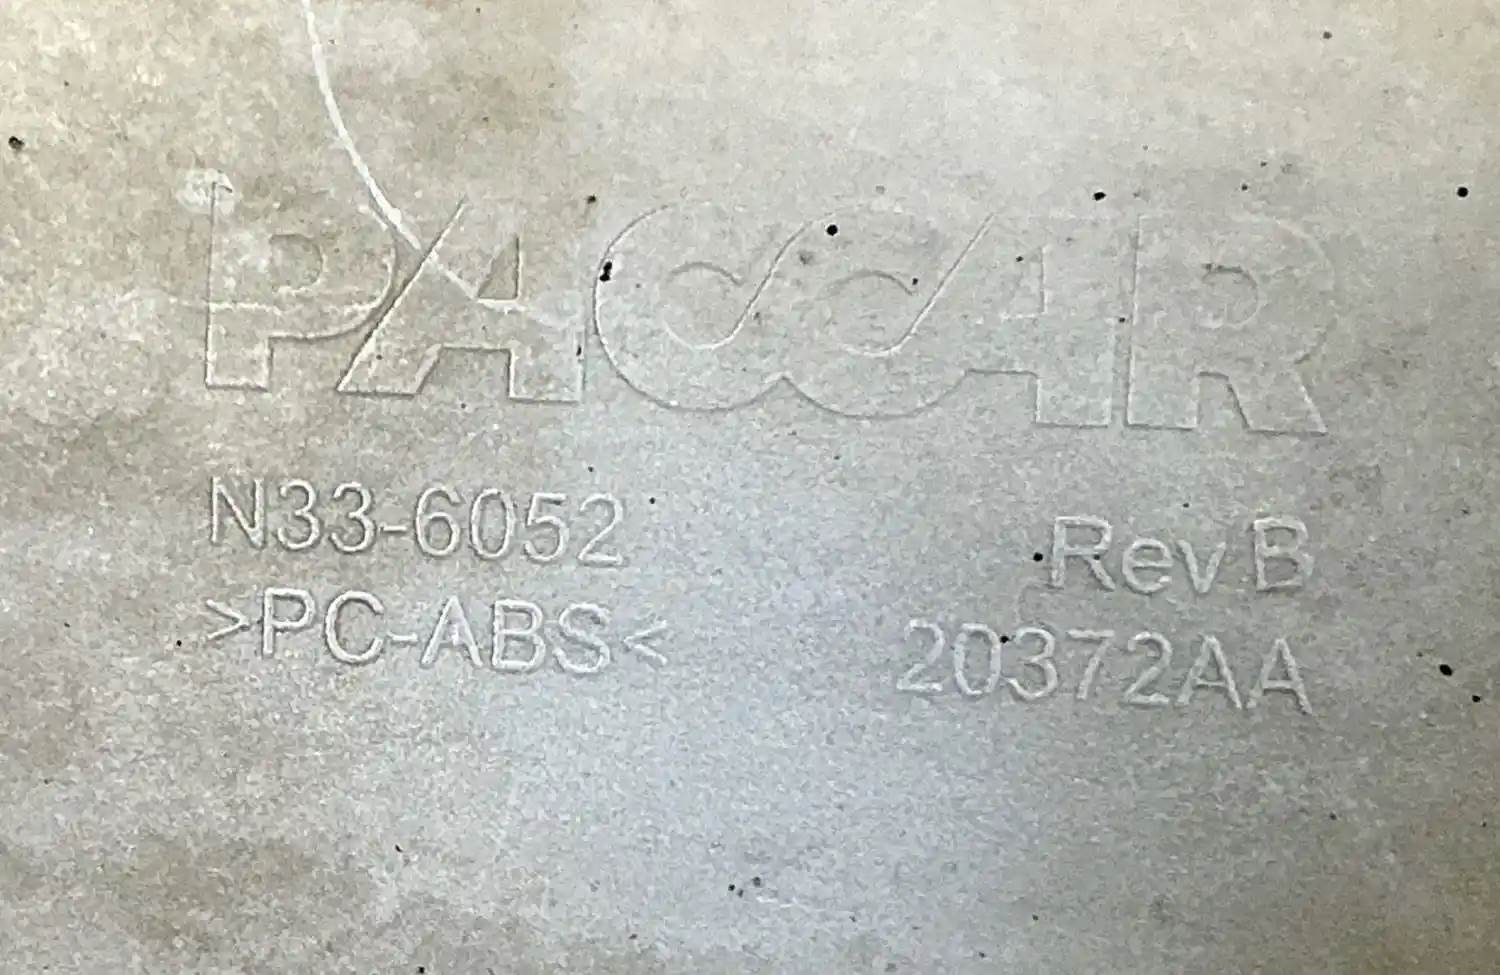 PACCAR
N33-6052 Rev B
>PC-ABS< 20372AA